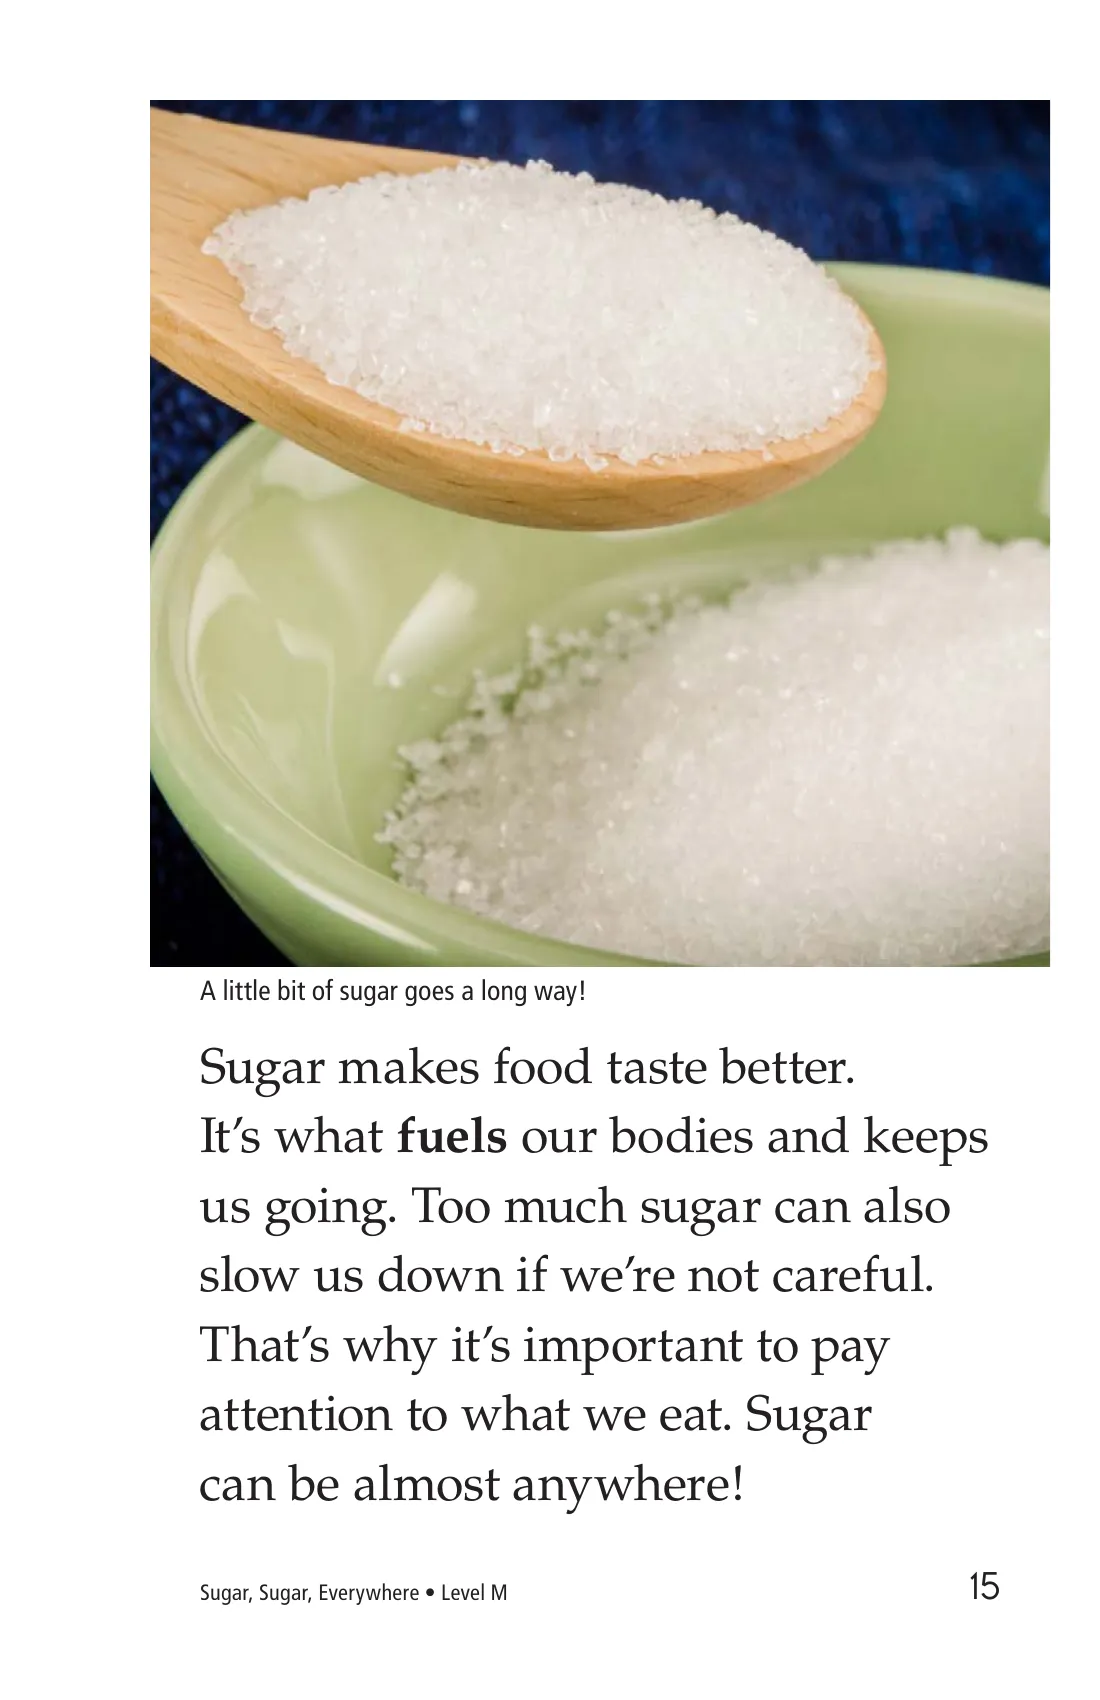 A little bit of sugar goes a long way!
Sugar makes food taste better.
It’s what fuels our bodies and keeps
us going. Too much sugar can also
slow us down if we’re not careful.
That’s why it’s important to pay
attention to what we eat. Sugar
can be almost anywhere!
Sugar, Sugar, Everywhere • Level M
15